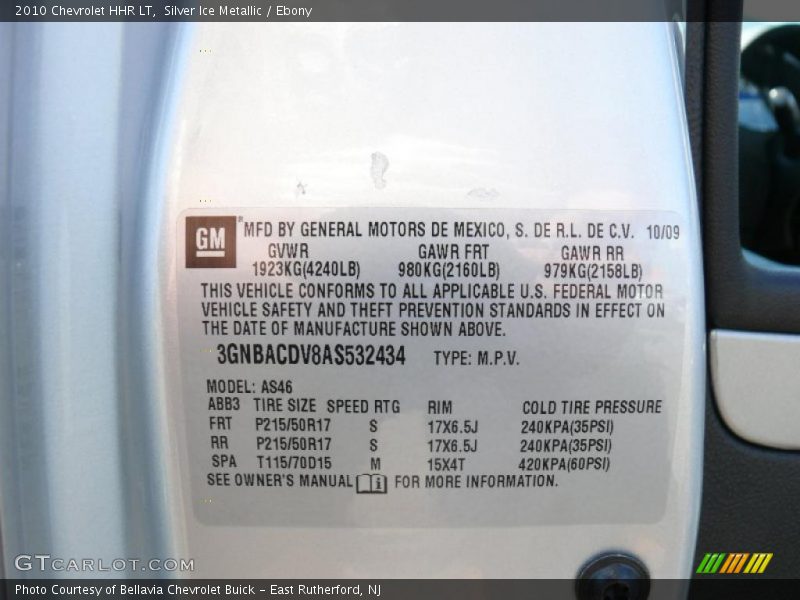 2010 Chevrolet HHR LT,  Silver Ice Metallic / Ebony
GM® MFD BY GENERAL MOTORS DE MEXICO, S. DE R.L. DE C.V. 10/09
GVWR GAWR FRT GAWR RR
1923KG(4240LB) 980KG(2160LB) 979KG(2158LB)
THIS VEHICLE CONFORMS TO ALL APPLICABLE U.S. FEDERAL MOTOR
VEHICLE SAFETY AND THEFT PREVENTION STANDARDS IN EFFECT ON
THE DATE OF MANUFACTURE SHOWN ABOVE.
3GNBACDV8AS532434 TYPE: M.P.V.
MODEL: AS46
ABB3 TIRE SIZE SPEED RTG RIM COLD TIRE PRESSURE
FRT P215/50R17 S 17X6.5J 240KPA(35PSI)
RR P215/50R17 S 17X6.5J 240KPA(35PSI)
SPA T115/70D15 M 15X4T 420KPA(60PSI)
SEE OWNER'S MANUAL i FOR MORE INFORMATION.
GTCarLot.com
Photo Courtesy of Bellavia Chevrolet Buick – East Rutherford, NJ